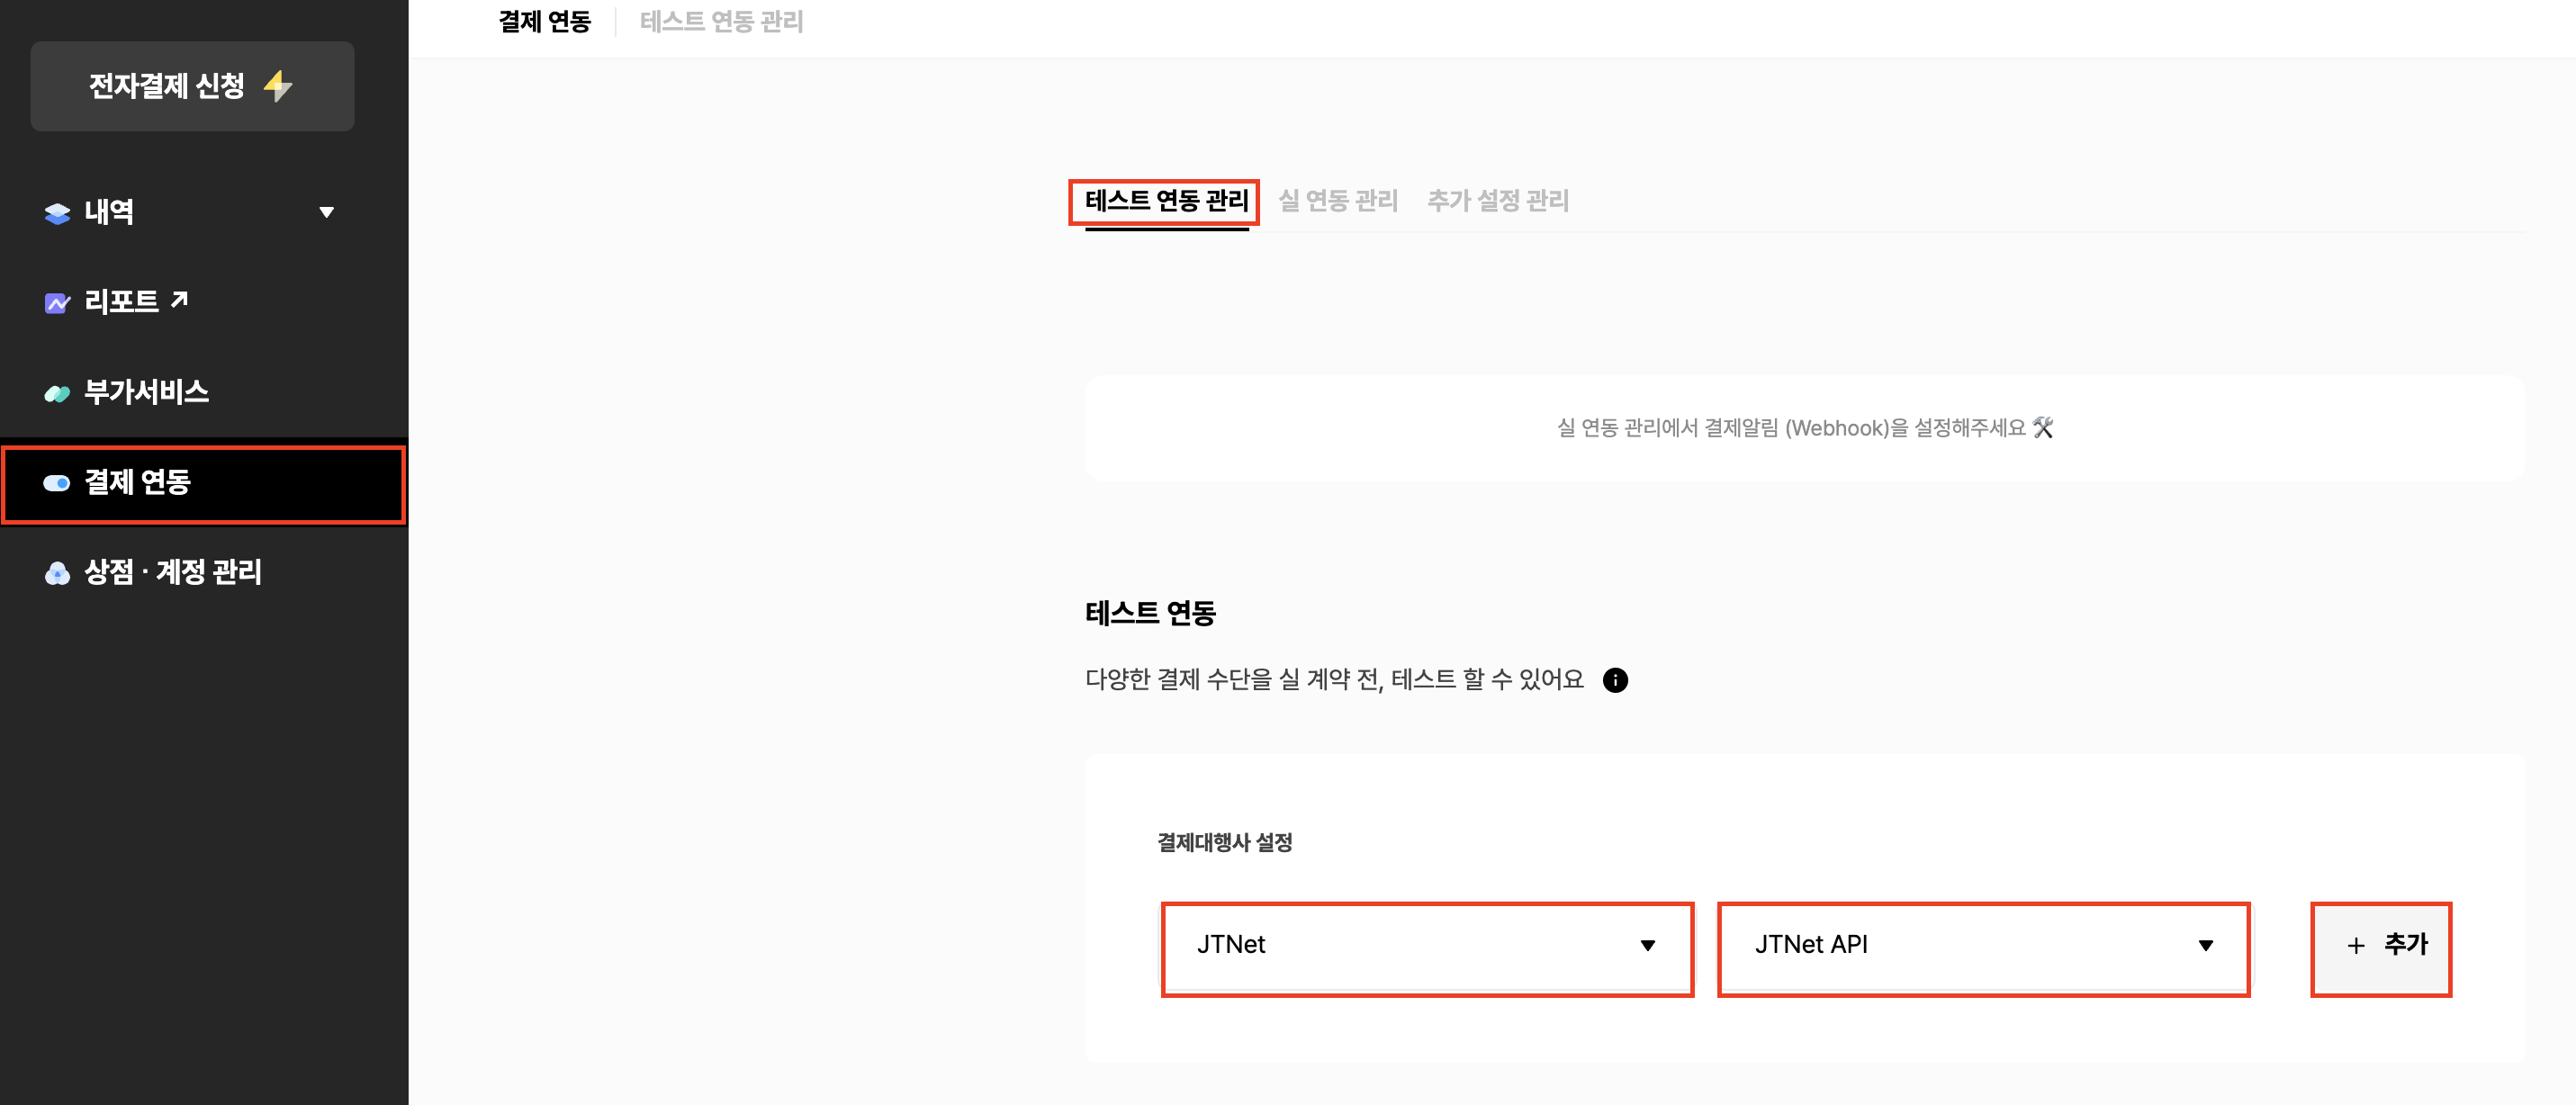 전자결제 신청
내역
리포트
부가서비스
결제 연동
상점 · 계정 관리
결제 연동
테스트 연동 관리
테스트 연동 관리
실 연동 관리
추가 설정 관리
실 연동 관리에서 결제알림 (Webhook)을 설정해주세요
테스트 연동
다양한 결제 수단을 실 계약 전, 테스트 할 수 있어요
결제대행사 설정
JTNet
JTNet API
+ 추가